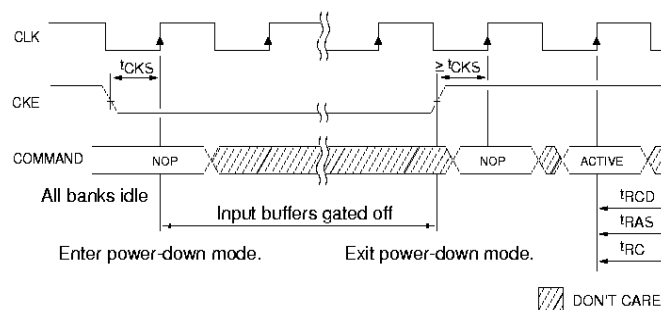 CLK
tCKS
≥ tCKS
CKE
COMMAND
NOP
NOP
ACTIVE
All banks idle
Input buffers gated off
tRCD
tRAS
tRC
Enter power-down mode.
Exit power-down mode.
DON'T CARE